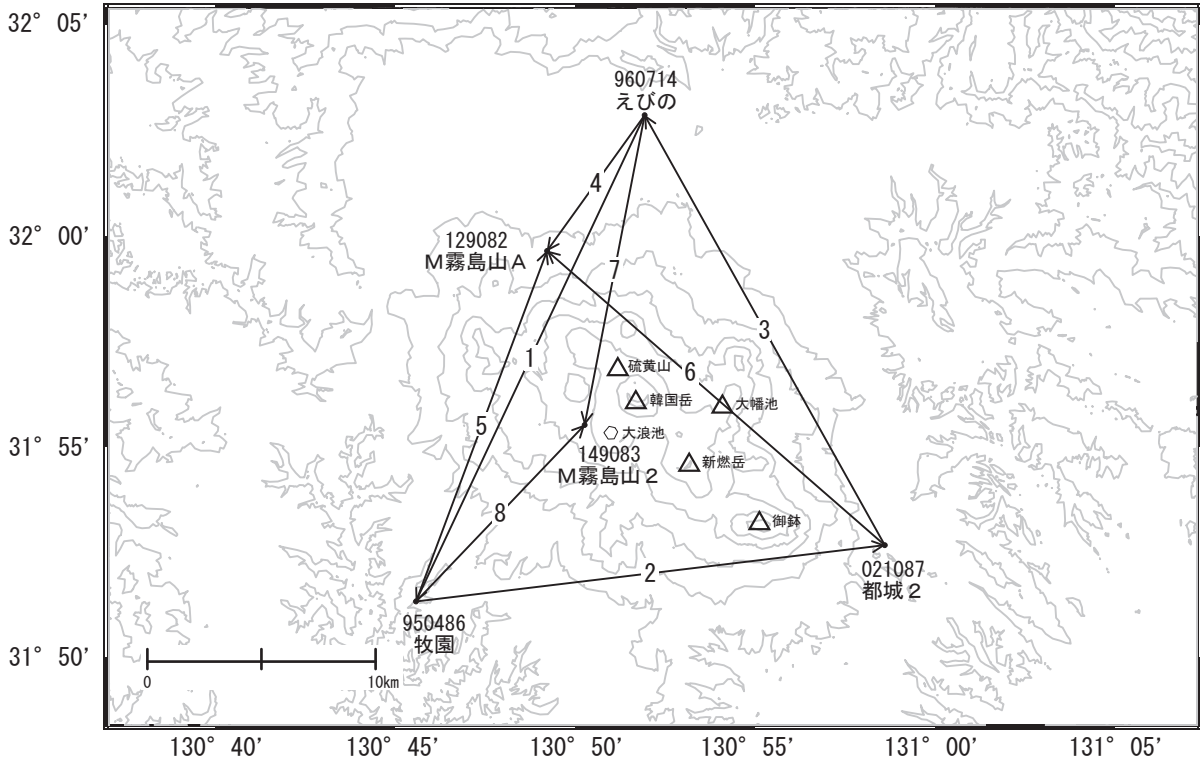 32° 05′
960714
えびの
4
129082
M霧島山A
32° 00′
7
3
1
6
硫黄山
韓国岳
大幡池
5
大浪池
31° 55′
149083
M霧島山2
新燃岳
8
御鉢
2
021087
都城2
950486
牧園
31° 50′
0
10km
130° 40′
130° 45′
130° 50′
130° 55′
131° 00′
131° 05′